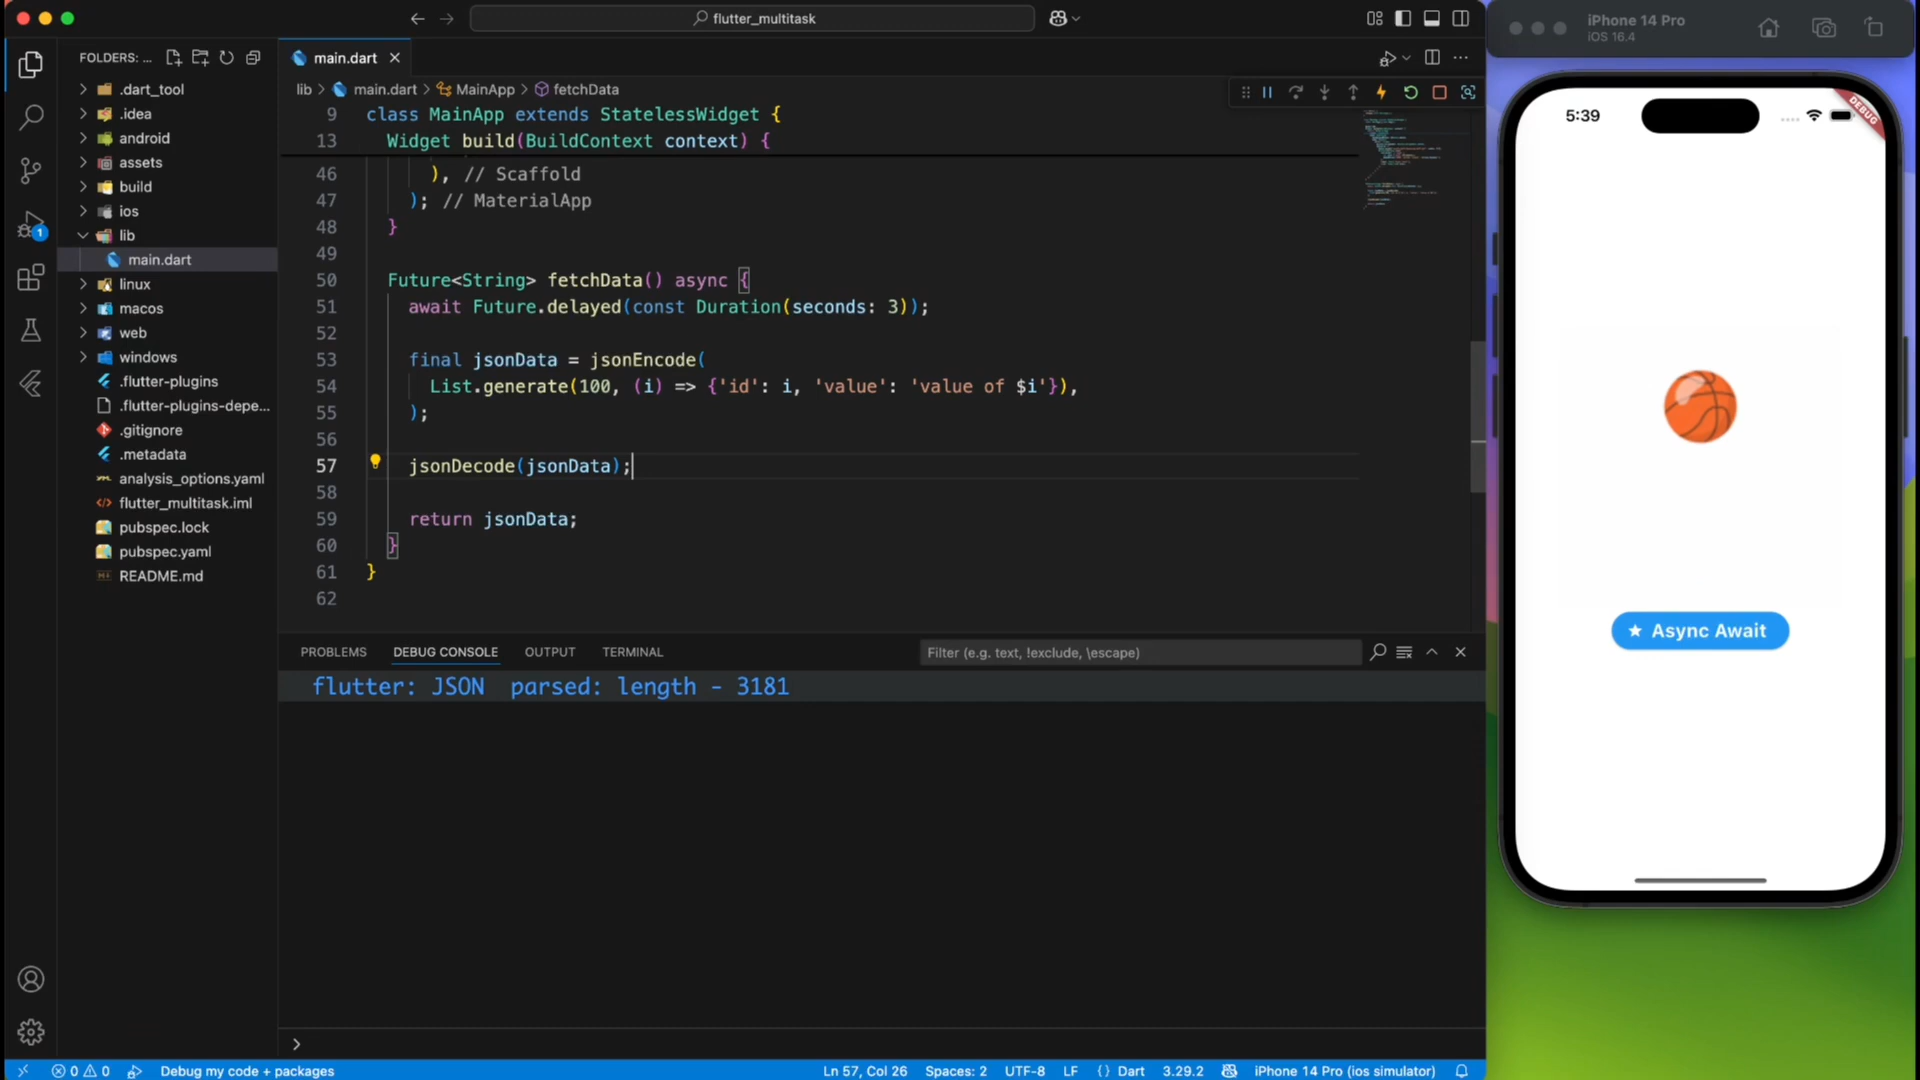 flutter_multitask
FOLDERS: ...
.dart_tool
.idea
android
assets
build
ios
lib
main.dart
linux
macos
web
windows
.flutter-plugins
.flutter-plugins-depe...
.gitignore
.metadata
analysis_options.yaml
flutter_multitask.iml
pubspec.lock
pubspec.yaml
README.md
1
main.dart
lib > main.dart > MainApp > fetchData
9 class MainApp extends StatelessWidget {
13 Widget build(BuildContext context) {
46 ), // Scaffold
47 ); // MaterialApp
48 }
49
50 Future<String> fetchData() async {
51 await Future.delayed(const Duration(seconds: 3));
52
53 final jsonData = jsonEncode(
54 List.generate(100, (i) => {'id': i, 'value': 'value of $i'}),
55 );
56
57 jsonDecode(jsonData);
58
59 return jsonData;
60 }
61 }
62
PROBLEMS DEBUG CONSOLE OUTPUT TERMINAL
Filter (e.g. text, !exclude, \escape)
flutter: JSON  parsed: length - 3181
0 0 Debug my code + packages
Ln 57, Col 26 Spaces: 2 UTF-8 LF {} Dart 3.29.2 iPhone 14 Pro (ios simulator)
iPhone 14 Pro
iOS 16.4
5:39
DEBUG
Async Await